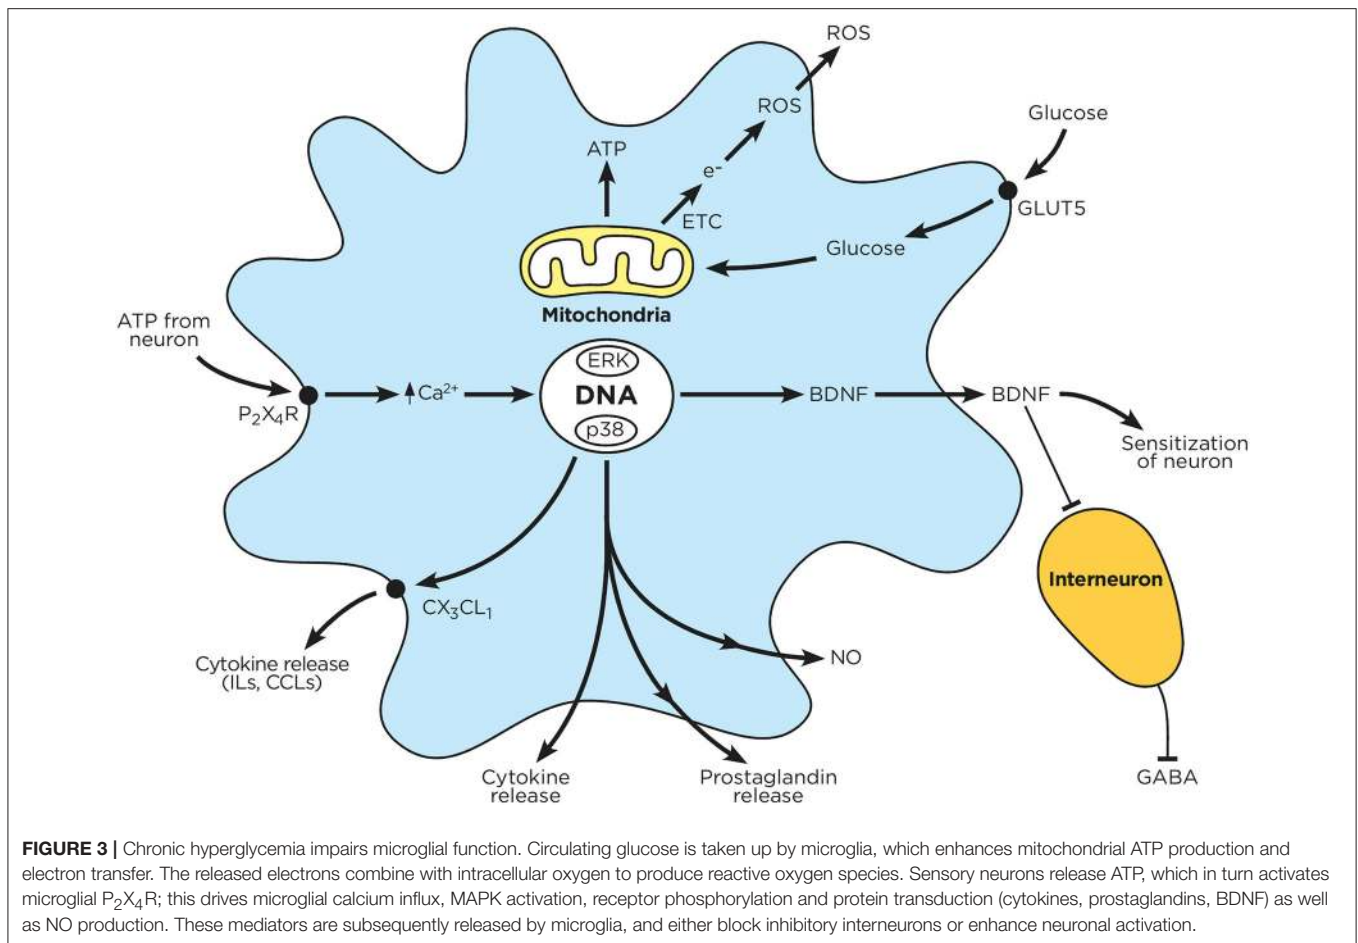 ROS
ROS
Glucose
ATP
e-
ETC
GLUT5
Glucose
Mitochondria
ATP from
neuron
ERK
P₂X₄R
Ca²⁺
DNA
BDNF
BDNF
p38
Sensitization
of neuron
Interneuron
CX₃CL₁
Cytokine release
(ILs, CCLs)
NO
Cytokine
release
Prostaglandin
release
GABA
FIGURE 3 | Chronic hyperglycemia impairs microglial function. Circulating glucose is taken up by microglia, which enhances mitochondrial ATP production and
electron transfer. The released electrons combine with intracellular oxygen to produce reactive oxygen species. Sensory neurons release ATP, which in turn activates
microglial P₂X₄R; this drives microglial calcium influx, MAPK activation, receptor phosphorylation and protein transduction (cytokines, prostaglandins, BDNF) as well
as NO production. These mediators are subsequently released by microglia, and either block inhibitory interneurons or enhance neuronal activation.